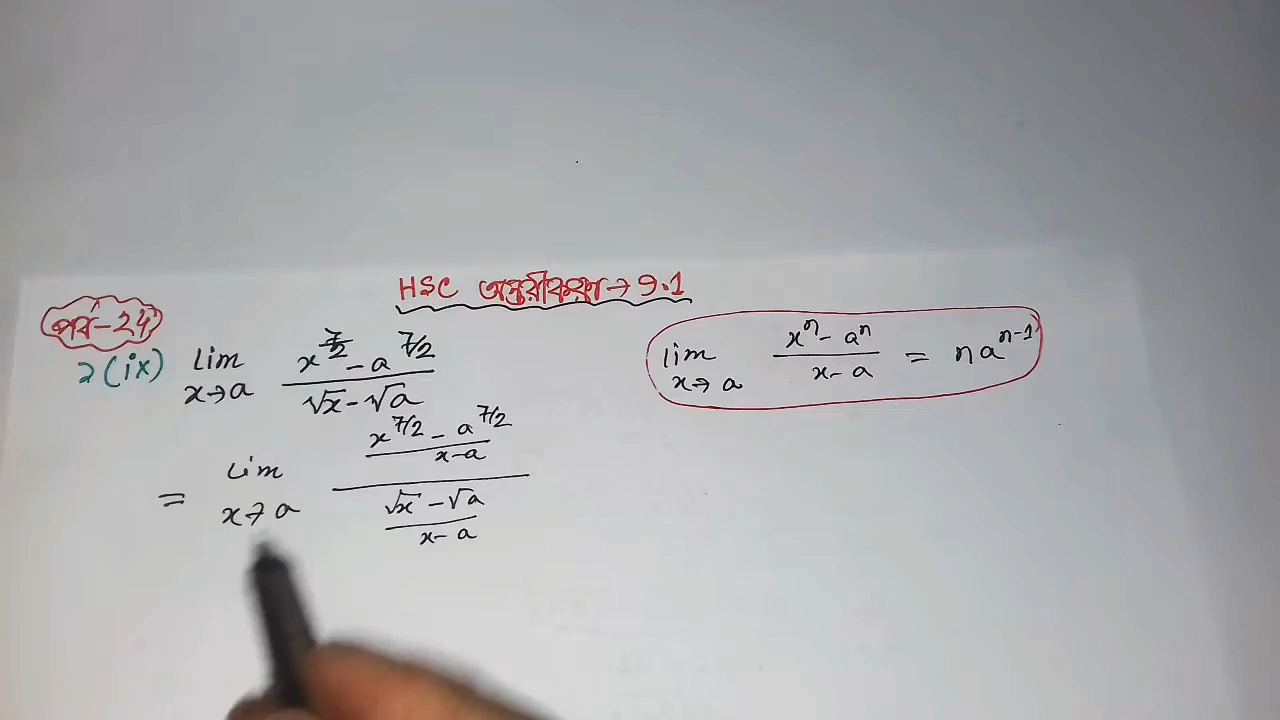 HSC অন্তরীকরণ → 9.1
পর্ব-24
2(ix) lim x→a (x^7/2 - a^7/2) / (√x - √a)
lim x→a (x^n - a^n) / (x - a) = na^(n-1)
= lim x→a ((x^7/2 - a^7/2) / (x-a)) / ((√x - √a) / (x-a))